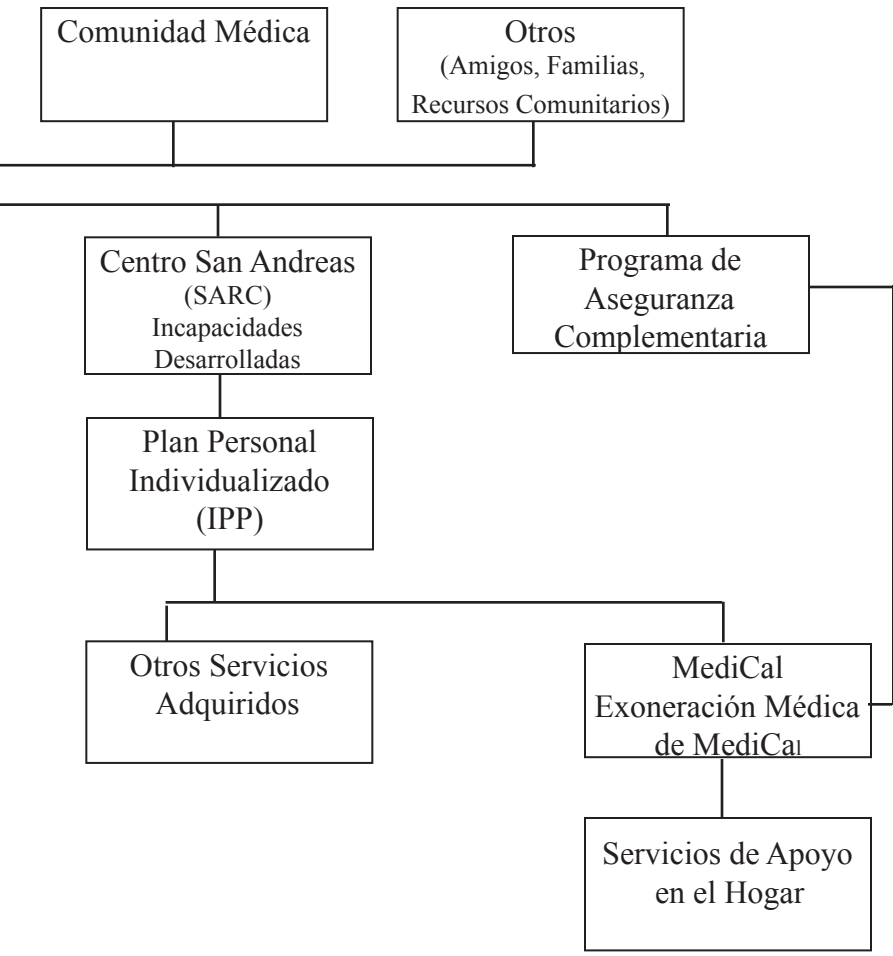 Comunidad Médica
Otros
(Amigos, Familias,
Recursos Comunitarios)
Centro San Andreas
(SARC)
Incapacidades
Desarrolladas
Programa de
Aseguranza
Complementaria
Plan Personal
Individualizado
(IPP)
Otros Servicios
Adquiridos
MediCal
Exoneración Médica
de MediCal
Servicios de Apoyo
en el Hogar